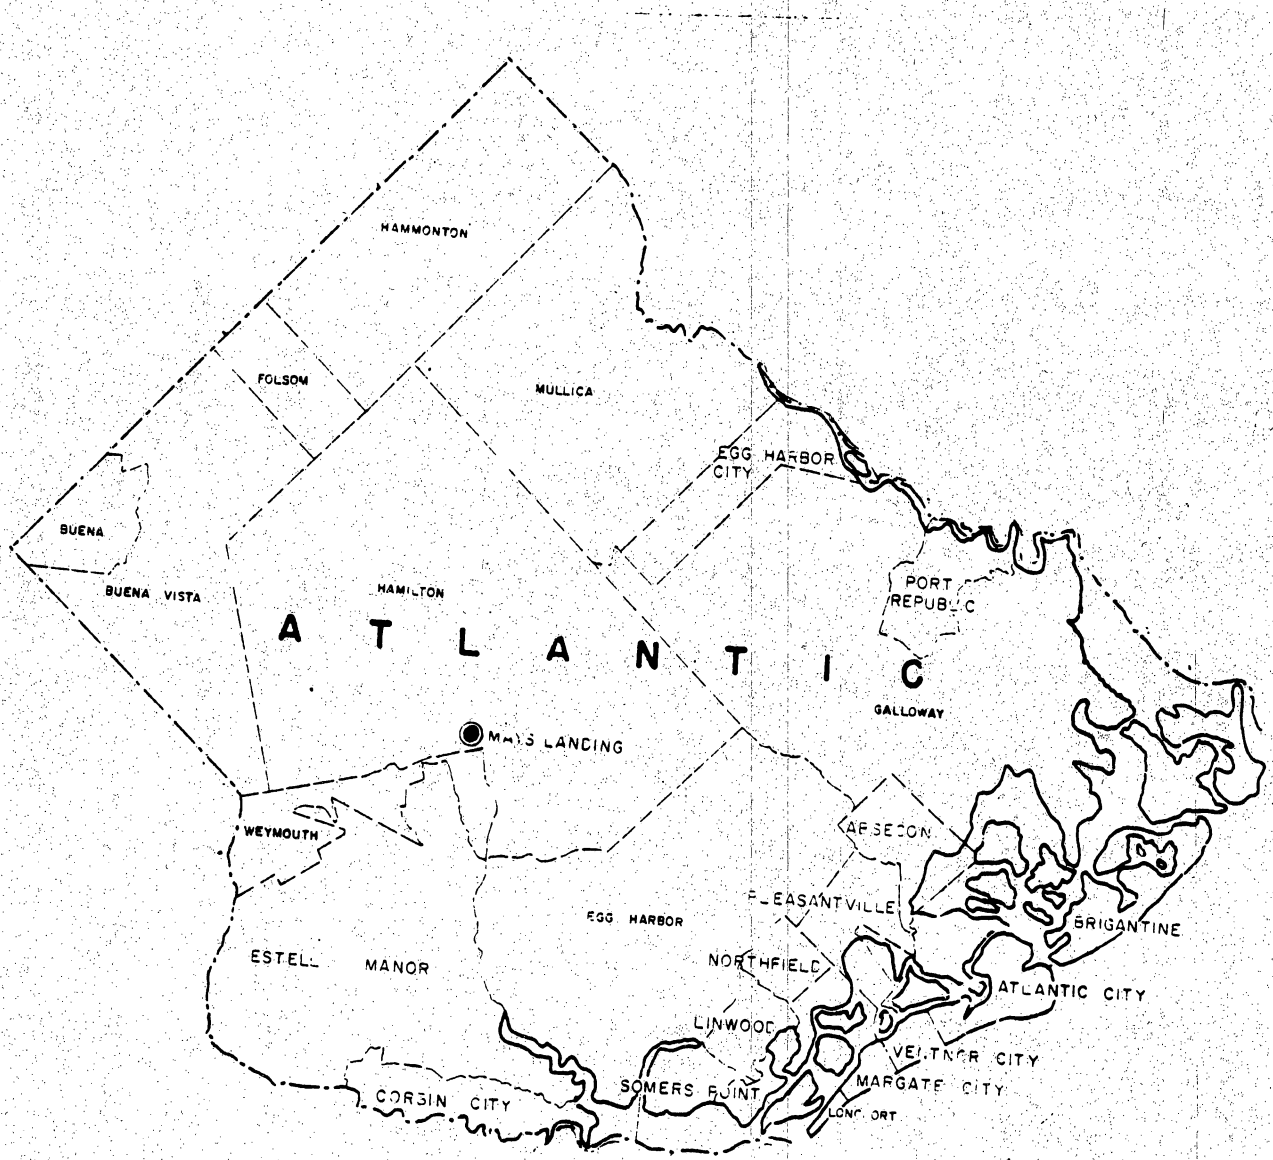 HAMMONTON
FOLSOM
MULLICA
EGG HARBOR
CITY
BUENA
BUENA VISTA
HAMILTON
PORT
REPUBLIC
ATLANTIC
GALLOWAY
MAYS LANDING
WEYMOUTH
ABSECON
PLEASANTVILLE
EGG HARBOR
BRIGANTINE
ESTELL MANOR
NORTHFIELD
ATLANTIC CITY
LINWOOD
VENTNOR CITY
SOMERS POINT
MARGATE CITY
CORBIN CITY
LONGPORT